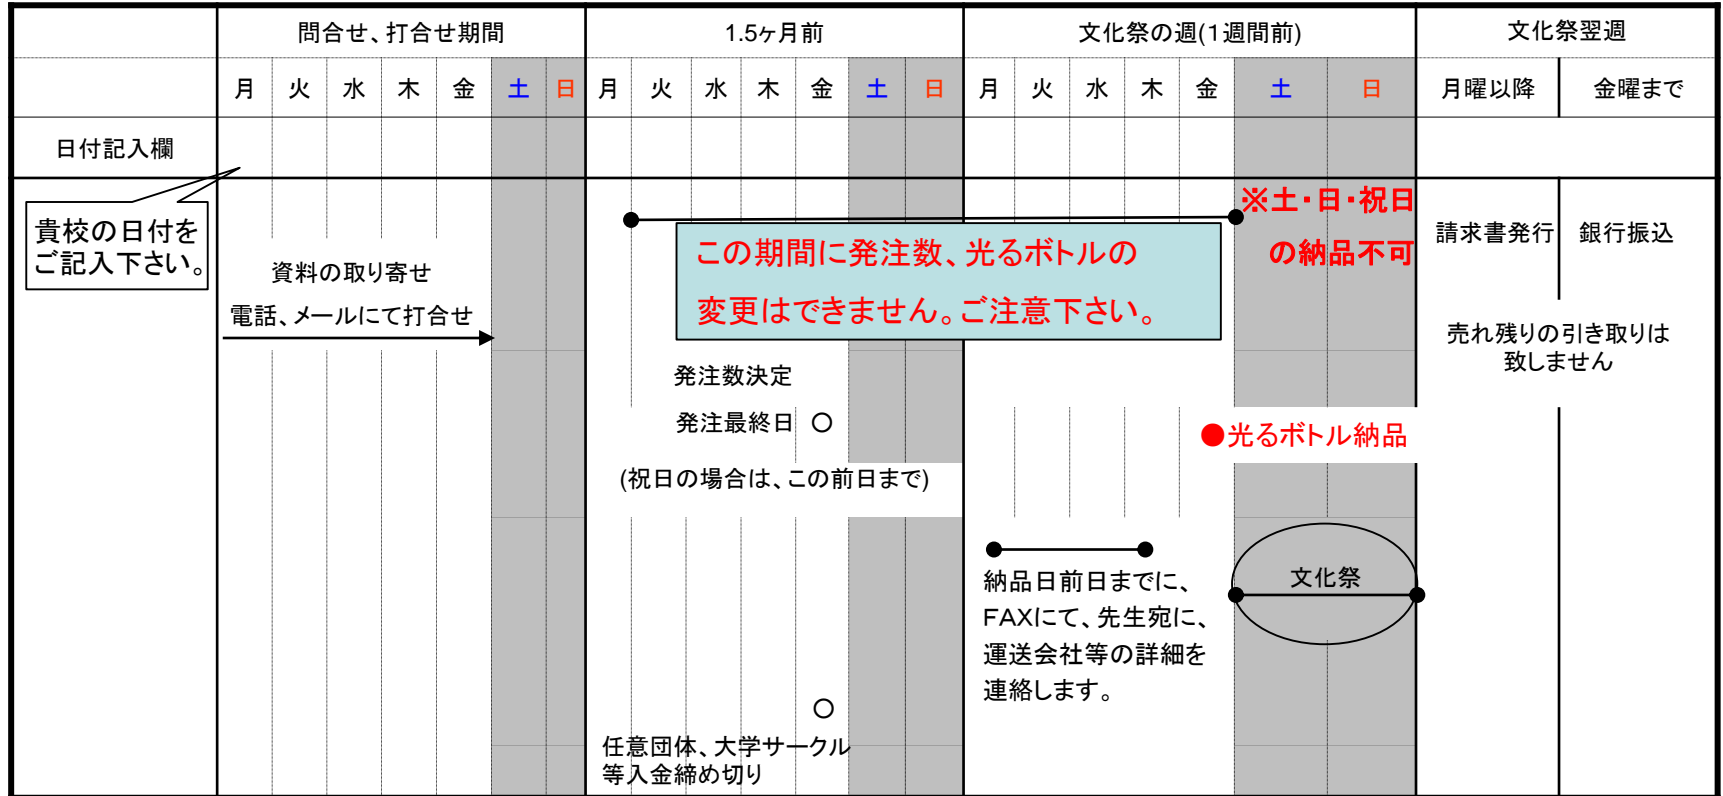 問合せ、打合せ期間 1.5ヶ月前 文化祭の週(1週間前) 文化祭翌週
月 火 水 木 金 土 日 月 火 水 木 金 土 日 月 火 水 木 金 土 日 月曜以降 金曜まで
日付記入欄
貴校の日付を
ご記入下さい。
資料の取り寄せ
電話、メールにて打合せ
この期間に発注数、光るボトルの
変更はできません。ご注意下さい。
発注数決定
発注最終日 ○
(祝日の場合は、この前日まで)
○
任意団体、大学サークル
等入金締め切り
※土・日・祝日
の納品不可
●光るボトル納品
納品日前日までに、
FAXにて、先生宛に、
運送会社等の詳細を
連絡します。
文化祭
請求書発行 銀行振込
売れ残りの引き取りは
致しません